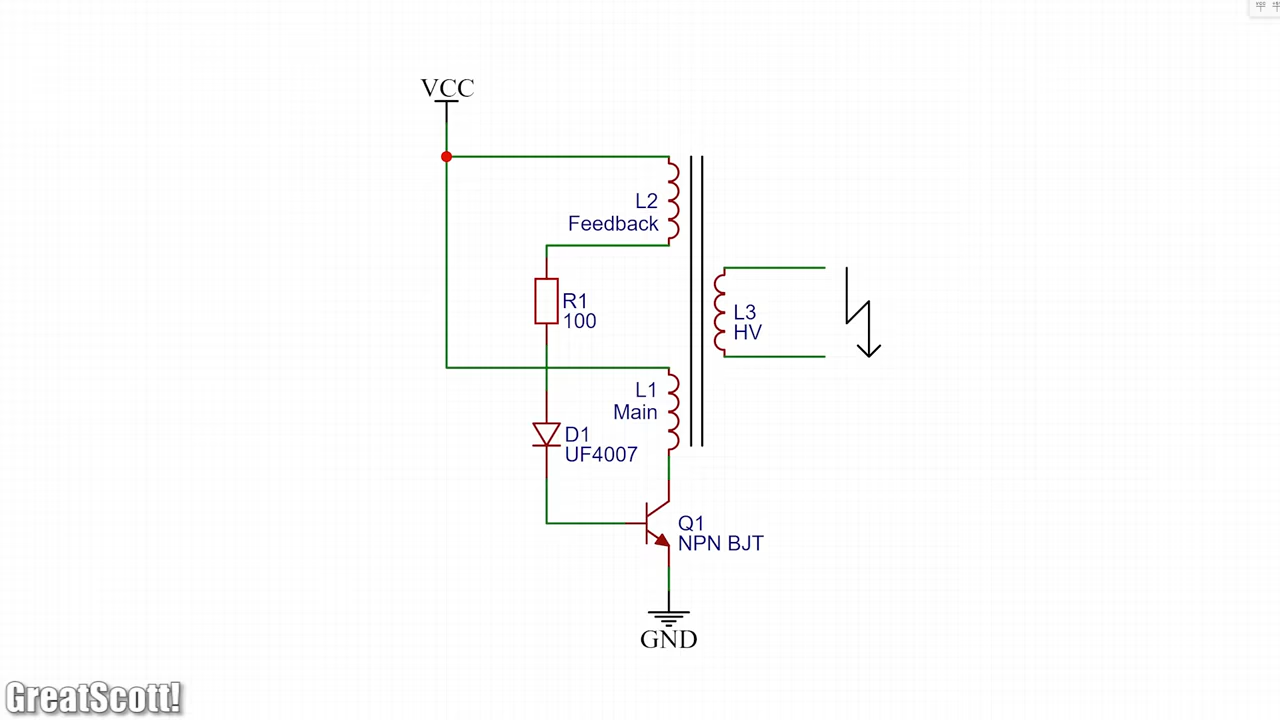 VCC
L2
Feedback
R1
100
L3
HV
L1
Main
D1
UF4007
Q1
NPN BJT
GND
GreatScott!